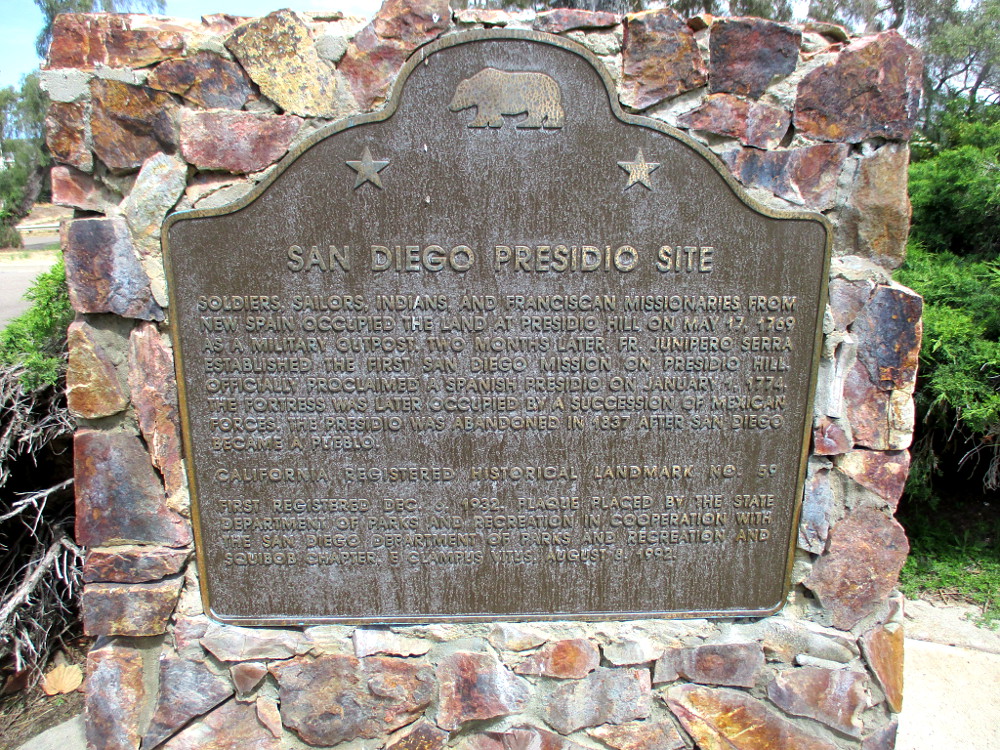 SAN DIEGO PRESIDIO SITE
SOLDIERS, SAILORS, INDIANS, AND FRANCISCAN MISSIONARIES FROM
NEW SPAIN OCCUPIED THE LAND AT PRESIDIO HILL ON MAY 17, 1769
AS A MILITARY OUTPOST. TWO MONTHS LATER, FR. JUNIPERO SERRA
ESTABLISHED THE FIRST SAN DIEGO MISSION ON PRESIDIO HILL.
OFFICIALLY PROCLAIMED A SPANISH PRESIDIO ON JANUARY 1, 1774,
THE FORTRESS WAS LATER OCCUPIED BY A SUCCESSION OF MEXICAN
FORCES. THE PRESIDIO WAS ABANDONED IN 1837 AFTER SAN DIEGO
BECAME A PUEBLO.
CALIFORNIA REGISTERED HISTORICAL LANDMARK NO. 59
FIRST REGISTERED DEC. 6, 1932. PLAQUE PLACED BY THE STATE
DEPARTMENT OF PARKS AND RECREATION IN COOPERATION WITH
THE SAN DIEGO DEPARTMENT OF PARKS AND RECREATION AND
SQUIBOB CHAPTER, E CLAMPUS VITUS, AUGUST 8, 1992.